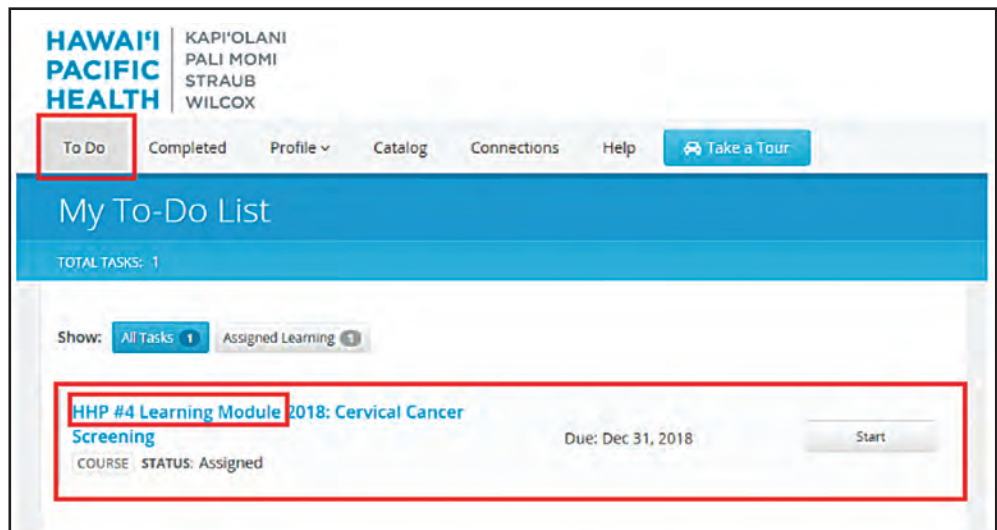 HAWAI'I
PACIFIC
HEALTH
KAPI'OLANI
PALI MOMI
STRAUB
WILCOX
To Do Completed Profile Catalog Connections Help Take a Tour
My To-Do List
TOTAL TASKS: 1
Show: All Tasks 1 Assigned Learning 1
HHP #4 Learning Module 2018: Cervical Cancer
Screening
Due: Dec 31, 2018 Start
COURSE STATUS: Assigned